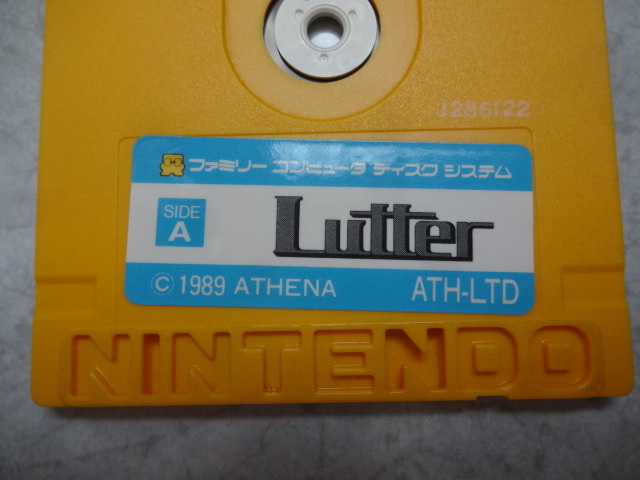 J286122
ファミリー コンピュータ ディスク システム
SIDE
A
Lutter
© 1989 ATHENA ATH-LTD
NINTENDO